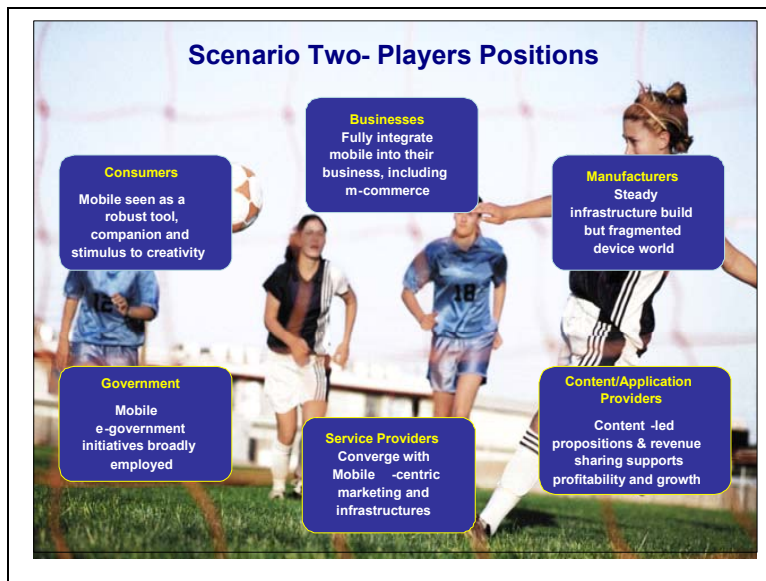 Scenario Two- Players Positions
Businesses
Fully integrate
mobile into their
business, including
m-commerce
Consumers
Mobile seen as a
robust tool,
companion and
stimulus to creativity
Manufacturers
Steady
infrastructure build
but fragmented
device world
Government
Mobile
e-government
initiatives broadly
employed
Service Providers
Converge with
Mobile -centric
marketing and
infrastructures
Content/Application
Providers
Content -led
propositions & revenue
sharing supports
profitability and growth
12
18